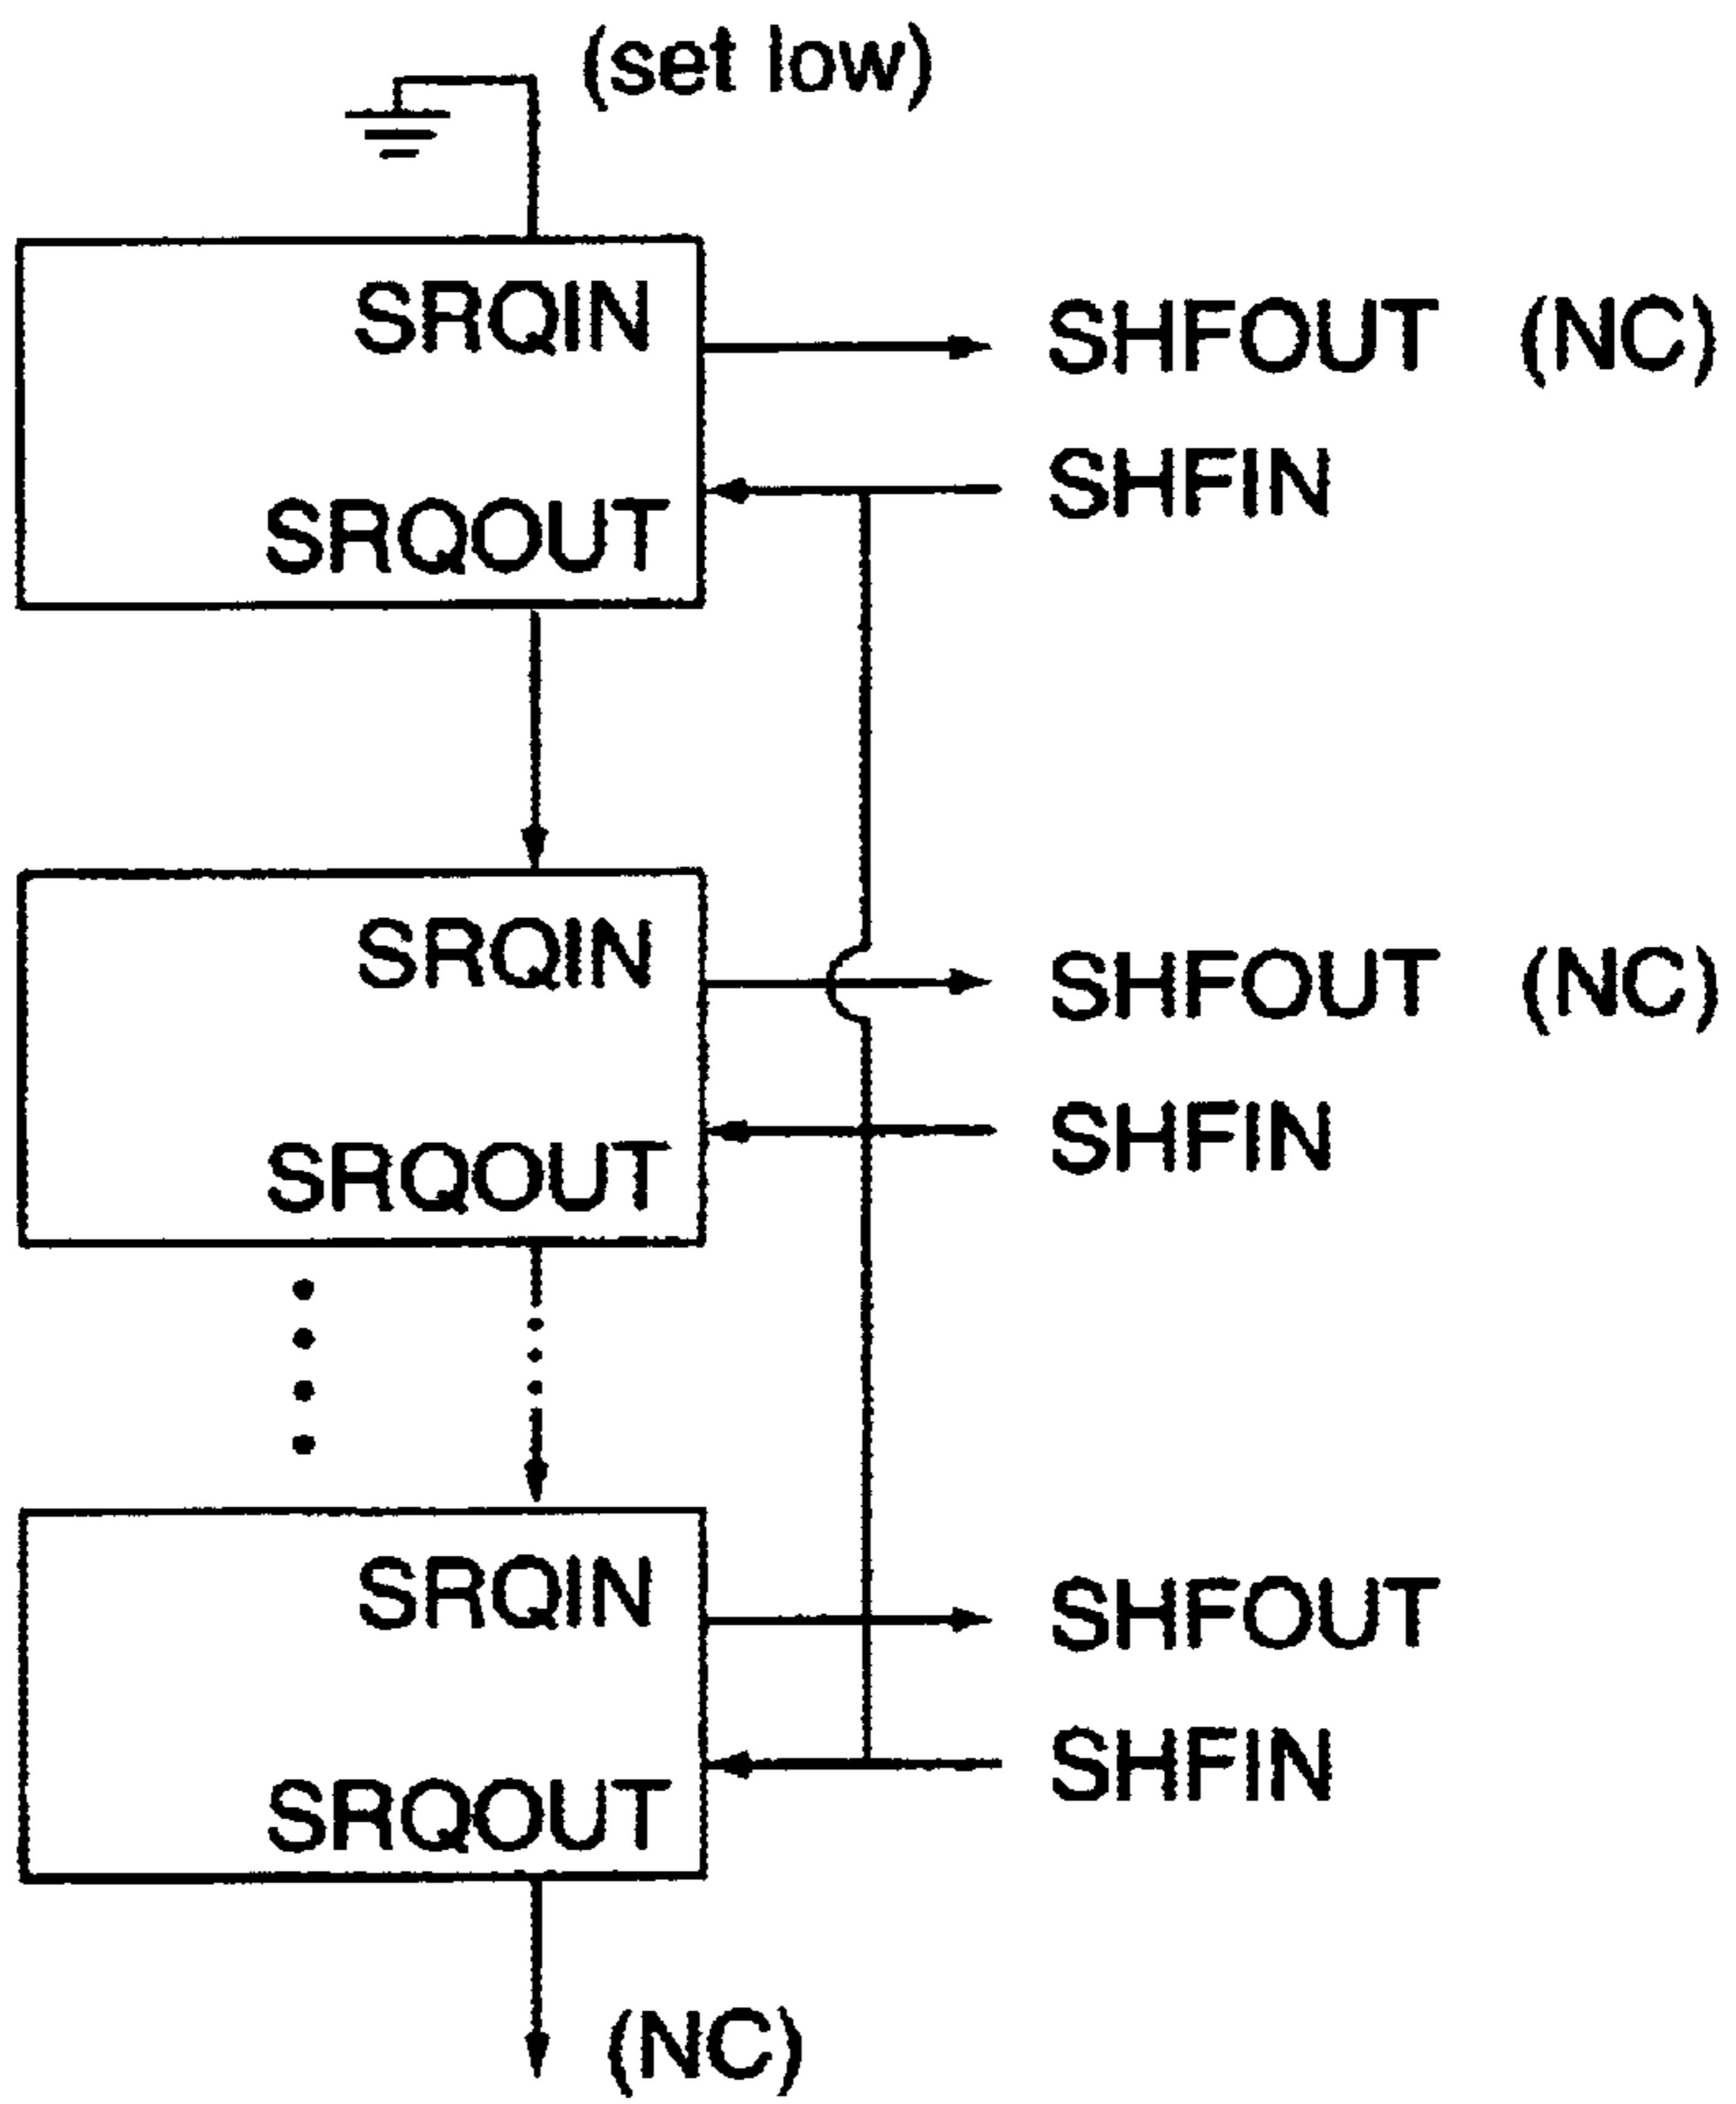 (set low)
SRQIN
SHFOUT (NC)
SHFIN
SRQOUT
SRQIN
SHFOUT (NC)
SHFIN
SRQOUT
SRQIN
SHFOUT
SHFIN
SRQOUT
(NC)